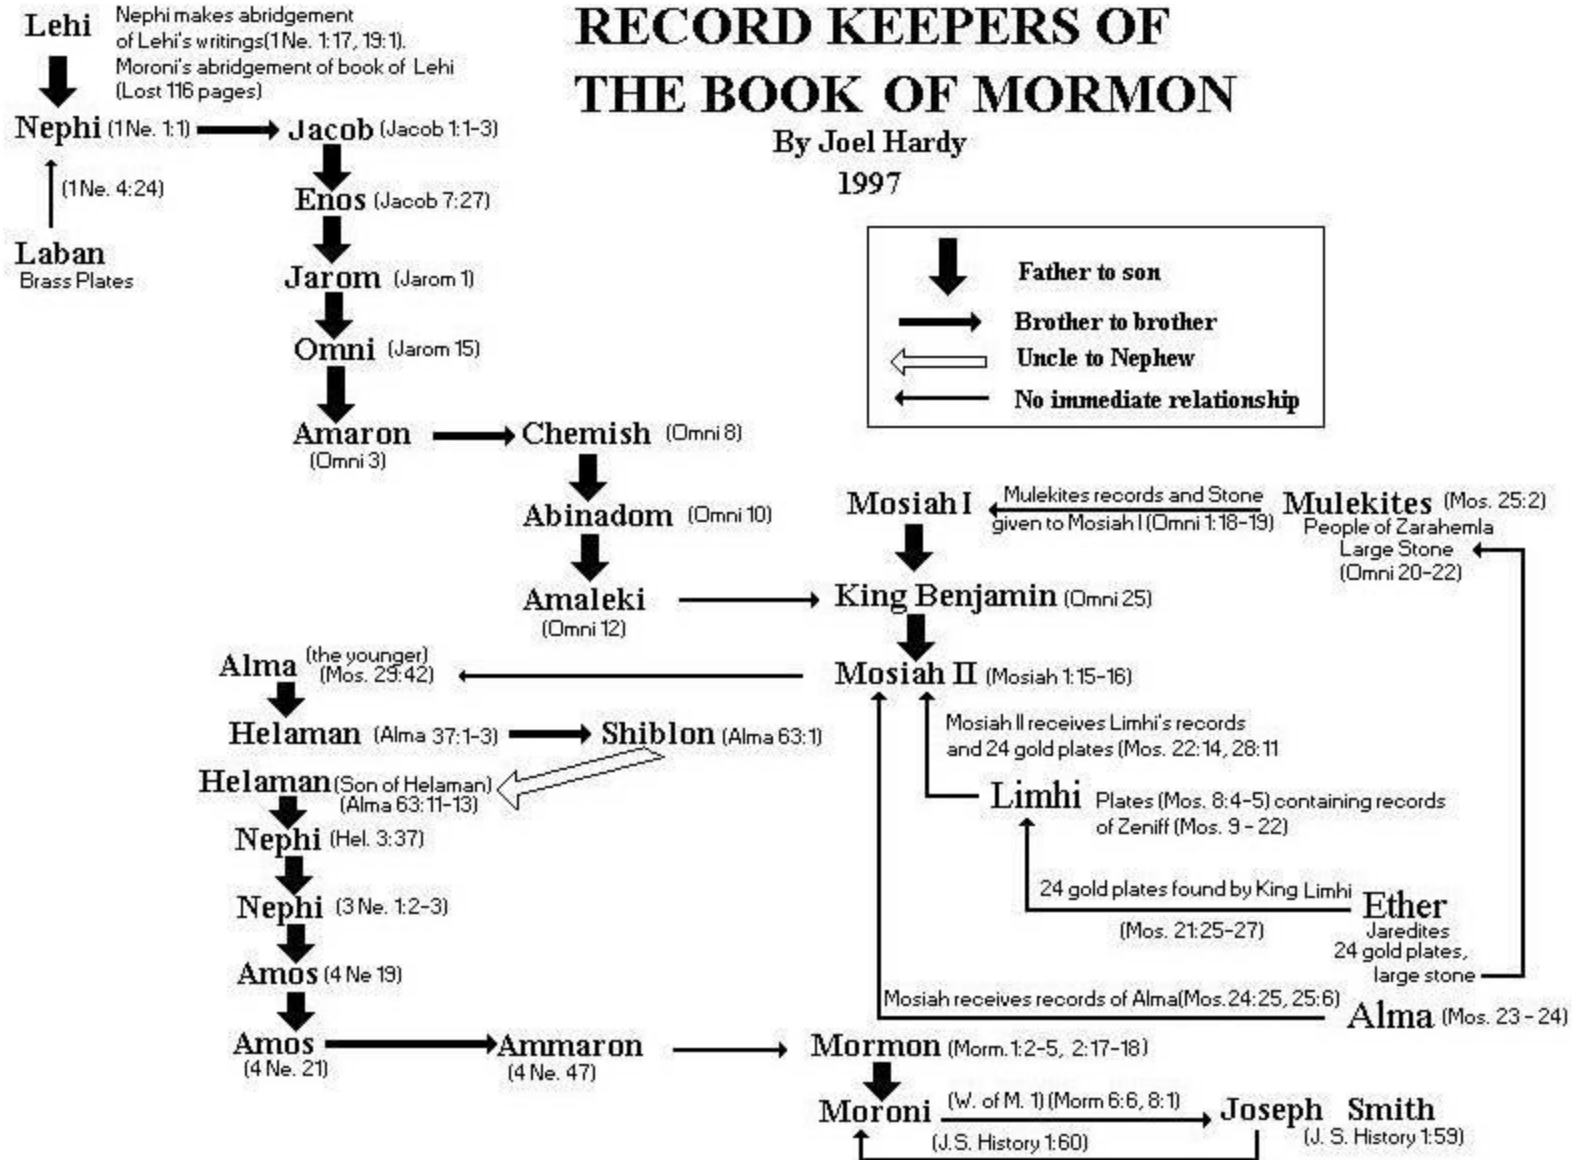 RECORD KEEPERS OF
THE BOOK OF MORMON
By Joel Hardy
1997
Lehi
Nephi makes abridgement
of Lehi's writings(1 Ne. 1:17, 19:1).
Moroni's abridgement of book of Lehi
(Lost 116 pages)
Nephi (1 Ne. 1:1)
Jacob (Jacob 1:1-3)
(1 Ne. 4:24)
Enos (Jacob 7:27)
Laban
Brass Plates
Jarom (Jarom 1)
Omni (Jarom 15)
Father to son
Brother to brother
Uncle to Nephew
No immediate relationship
Amaron
(Omni 3)
Chemish (Omni 8)
Abinadom (Omni 10)
Amaleki
(Omni 12)
Mosiah I
Mulekites records and Stone
given to Mosiah I (Omni 1:18-19)
Mulekites (Mos. 25:2)
People of Zarahemla
Large Stone
(Omni 20-22)
King Benjamin (Omni 25)
Mosiah II (Mosiah 1:15-16)
Alma (the younger)
(Mos. 29:42)
Helaman (Alma 37:1-3)
Shiblon (Alma 63:1)
Mosiah II receives Limhi's records
and 24 gold plates (Mos. 22:14, 28:11
Helaman (Son of Helaman)
(Alma 63:11-13)
Limhi Plates (Mos. 8:4-5) containing records
of Zeniff (Mos. 9 - 22)
Nephi (Hel. 3:37)
24 gold plates found by King Limhi
(Mos. 21:25-27)
Ether
Jaredites
24 gold plates,
large stone
Nephi (3 Ne. 1:2-3)
Amos (4 Ne 19)
Mosiah receives records of Alma(Mos.24:25, 25:6)
Alma (Mos. 23 - 24)
Amos
(4 Ne. 21)
Ammaron
(4 Ne. 47)
Mormon (Morm. 1:2-5, 2:17-18)
Moroni
(W. of M. 1) (Morm 6:6, 8:1)
(J.S. History 1:60)
Joseph Smith
(J. S. History 1:59)